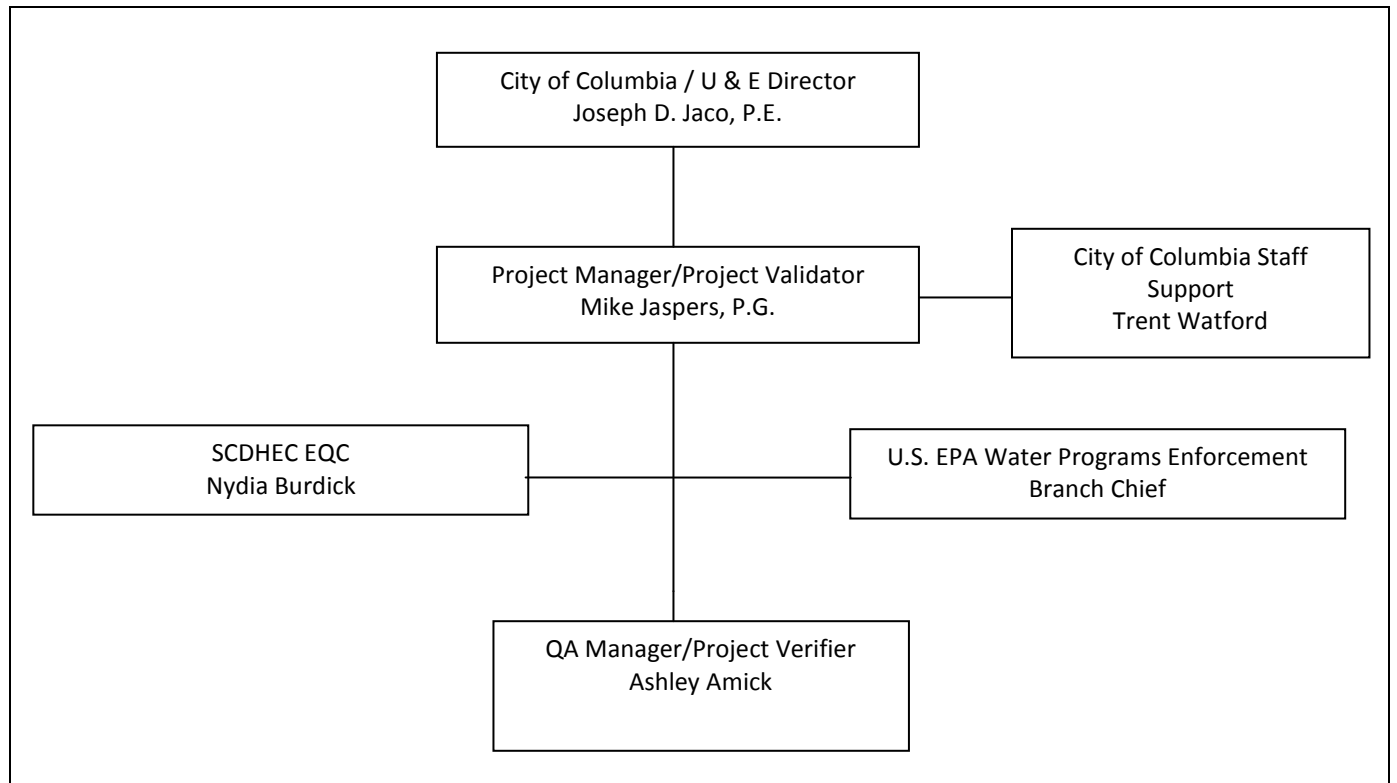 City of Columbia / U & E Director
Joseph D. Jaco, P.E.
Project Manager/Project Validator
Mike Jaspers, P.G.
City of Columbia Staff
Support
Trent Watford
SCDHEC EQC
Nydia Burdick
U.S. EPA Water Programs Enforcement
Branch Chief
QA Manager/Project Verifier
Ashley Amick